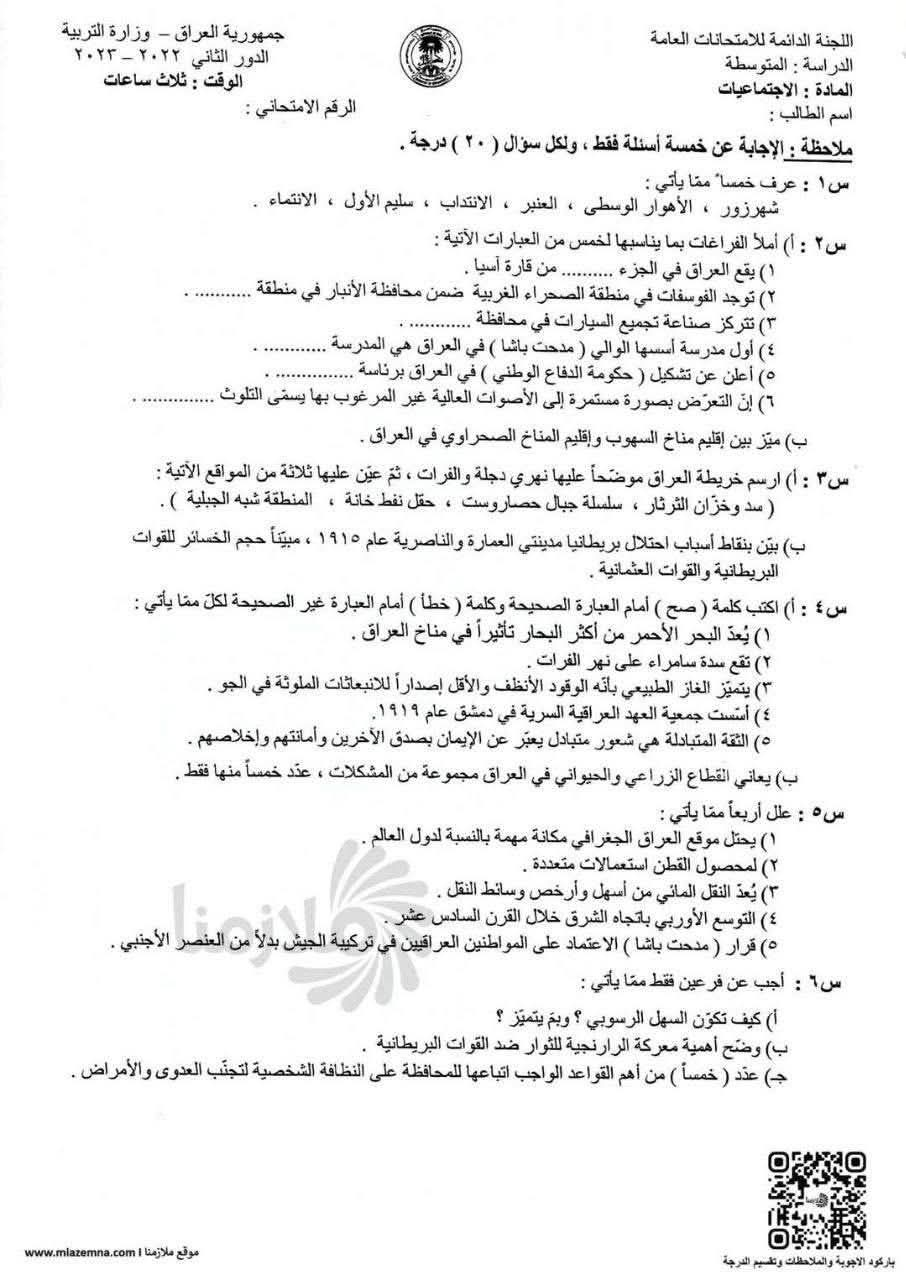 اللجنة الدائمة للامتحانات العامة
الدراسة : المتوسطة
المادة : الاجتماعيات
اسم الطالب :
جمهورية العراق – وزارة التربية
الدور الثاني ٢٠٢٢ – ٢٠٢٣
الوقت : ثلاث ساعات
الرقم الامتحاني :
ملاحظة : الإجابة عن خمسة أسئلة فقط ، ولكل سؤال ( ٢٠ ) درجة .
س١ : عرف خمساً ممّا يأتي :
شهرزور ، الأهوار الوسطى ، العنبر ، الانتداب ، سليم الأول ، الانتماء .
س٢ : أ) أملأ الفراغات بما يناسبها لخمس من العبارات الآتية :
١) يقع العراق في الجزء .......... من قارة آسيا .
٢) توجد الفوسفات في منطقة الصحراء الغربية ضمن محافظة الأنبار في منطقة ........... .
٣) تتركز صناعة تجميع السيارات في محافظة ............ .
٤) أول مدرسة أسسها الوالي ( مدحت باشا ) في العراق هي المدرسة ............ .
٥) أعلن عن تشكيل ( حكومة الدفاع الوطني ) في العراق برئاسة ............... .
٦) إنّ التعرّض بصورة مستمرة إلى الأصوات العالية غير المرغوب بها يسمّى التلوث .............. .
ب) ميّز بين إقليم مناخ السهوب وإقليم المناخ الصحراوي في العراق .
س٣ : أ) ارسم خريطة العراق موضّحاً عليها نهري دجلة والفرات ، ثمّ عيّن عليها ثلاثة من المواقع الآتية :
( سد وخزّان الثرثار ، سلسلة جبال حصاروست ، حقل نفط خانة ، المنطقة شبه الجبلية ) .
ب) بيّن بنقاط أسباب احتلال بريطانيا مدينتي العمارة والناصرية عام ١٩١٥ ، مبيّناً حجم الخسائر للقوات
البريطانية والقوات العثمانية .
س٤ : أ) اكتب كلمة ( صح ) أمام العبارة الصحيحة وكلمة ( خطأ ) أمام العبارة غير الصحيحة لكلّ ممّا يأتي :
١) يُعدّ البحر الأحمر من أكثر البحار تأثيراً في مناخ العراق .
٢) تقع سدة سامراء على نهر الفرات .
٣) يتميّز الغاز الطبيعي بأنّه الوقود الأنظف والأقل إصداراً للانبعاثات الملوثة في الجو .
٤) أسّست جمعية العهد العراقية السرية في دمشق عام ١٩١٩.
٥) الثقة المتبادلة هي شعور متبادل يعبّر عن الإيمان بصدق الآخرين وأمانتهم وإخلاصهم .
ب) يعاني القطاع الزراعي والحيواني في العراق مجموعة من المشكلات ، عدّد خمساً منها فقط .
س٥ : علل أربعاً ممّا يأتي :
١) يحتل موقع العراق الجغرافي مكانة مهمة بالنسبة لدول العالم .
٢) لمحصول القطن استعمالات متعددة .
٣) يُعدّ النقل المائي من أسهل وأرخص وسائط النقل .
٤) التوسع الأوربي باتجاه الشرق خلال القرن السادس عشر .
٥) قرار ( مدحت باشا ) الاعتماد على المواطنين العراقيين في تركيبة الجيش بدلاً من العنصر الأجنبي .
س٦ : أجب عن فرعين فقط ممّا يأتي :
أ) كيف تكوّن السهل الرسوبي ؟ وبمَ يتميّز ؟
ب) وضّح أهمية معركة الرارنجية للثوار ضد القوات البريطانية .
جـ) عدّد ( خمساً ) من أهم القواعد الواجب اتباعها للمحافظة على النظافة الشخصية لتجنّب العدوى والأمراض .
ملازمنا
باركود الاجوبة والملاحظات وتقسيم الدرجة
موقع ملازمنا | www.mlazemna.com